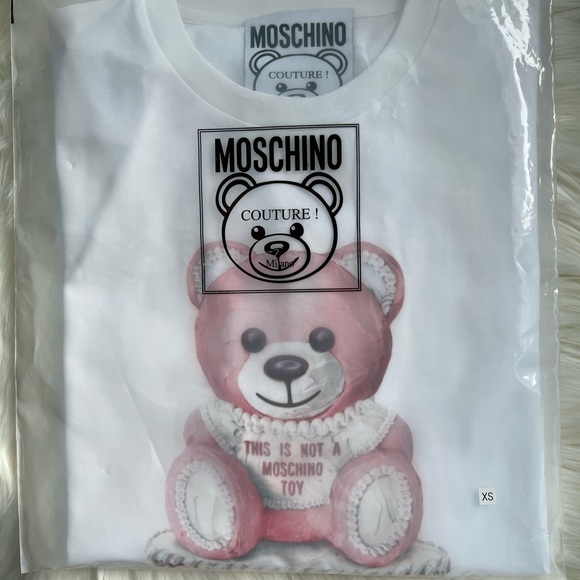 MOSCHINO
COUTURE !
MOSCHINO
COUTURE !
Milano
THIS IS NOT A
MOSCHINO
TOY
XS